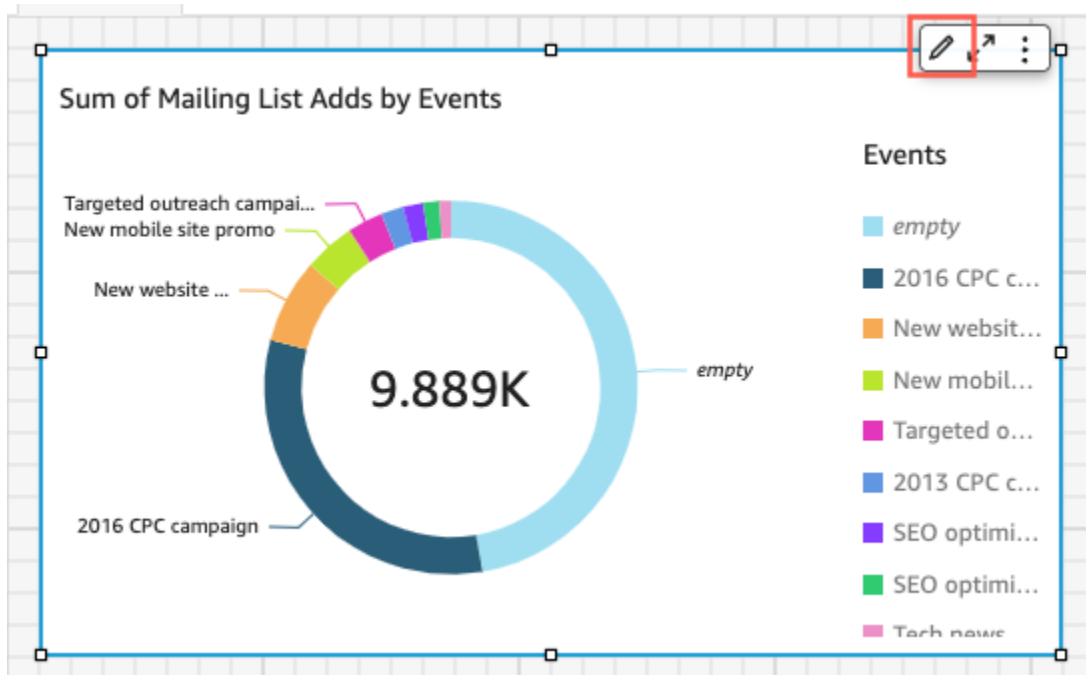 Sum of Mailing List Adds by Events
Targeted outreach campai...
New mobile site promo
New website ...
9.889K
empty
2016 CPC campaign
Events
empty
2016 CPC c...
New websit...
New mobil...
Targeted o...
2013 CPC c...
SEO optimi...
SEO optimi...
Tech news